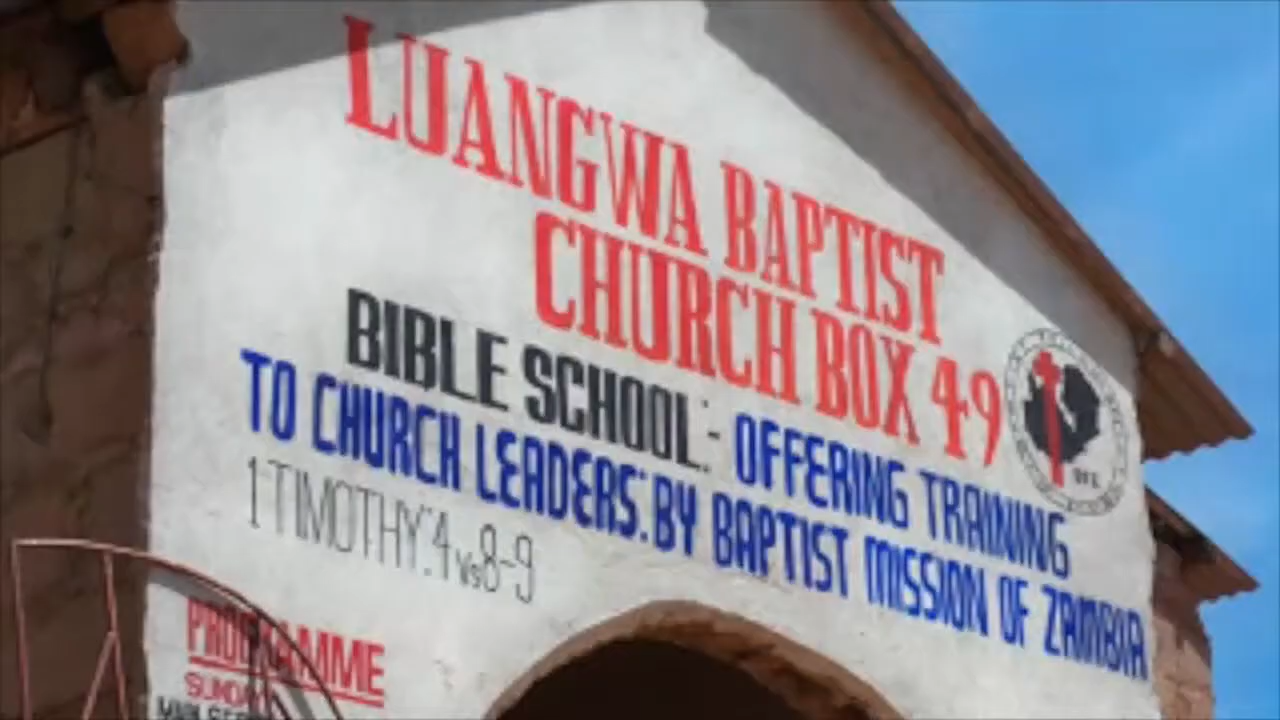 LUANGWA BAPTIST
CHURCH BOX 49
BIBLE SCHOOL:- OFFERING TRAINING
TO CHURCH LEADERS: BY BAPTIST MISSION OF ZAMBIA
1 TIMOTHY: 4 vs 8-9
PROGRAMME
SUNDAY